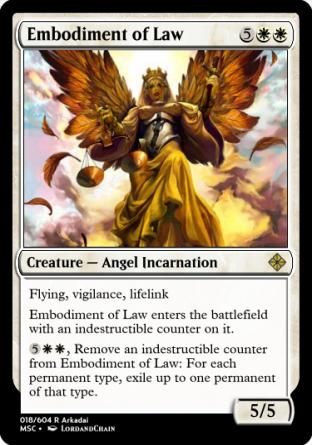 Embodiment of Law 5
Creature — Angel Incarnation
Flying, vigilance, lifelink
Embodiment of Law enters the battlefield
with an indestructible counter on it.
5, Remove an indestructible counter
from Embodiment of Law: For each
permanent type, exile up to one permanent
of that type.
5/5
018/604 R Arkadai
MSC • LordandChain